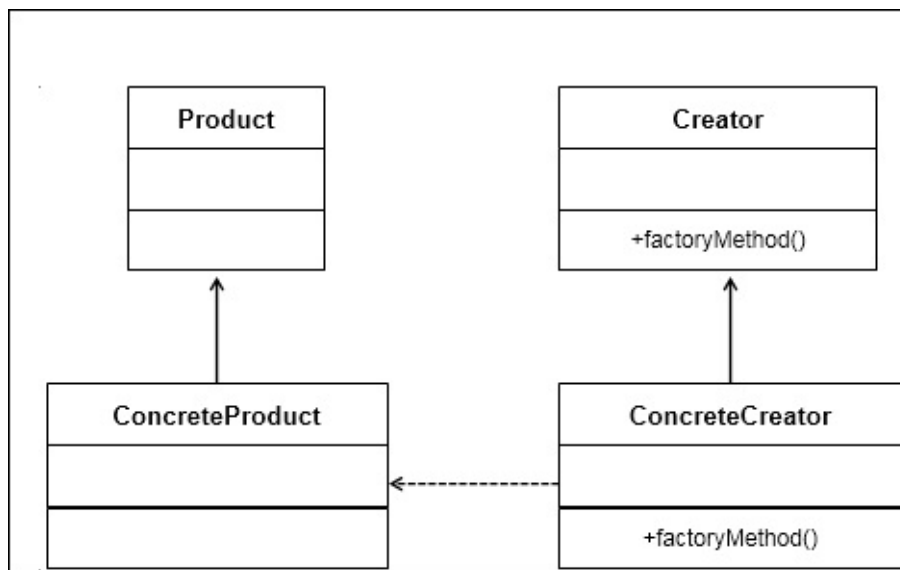 Product
Creator
+factoryMethod()
ConcreteProduct
ConcreteCreator
+factoryMethod()